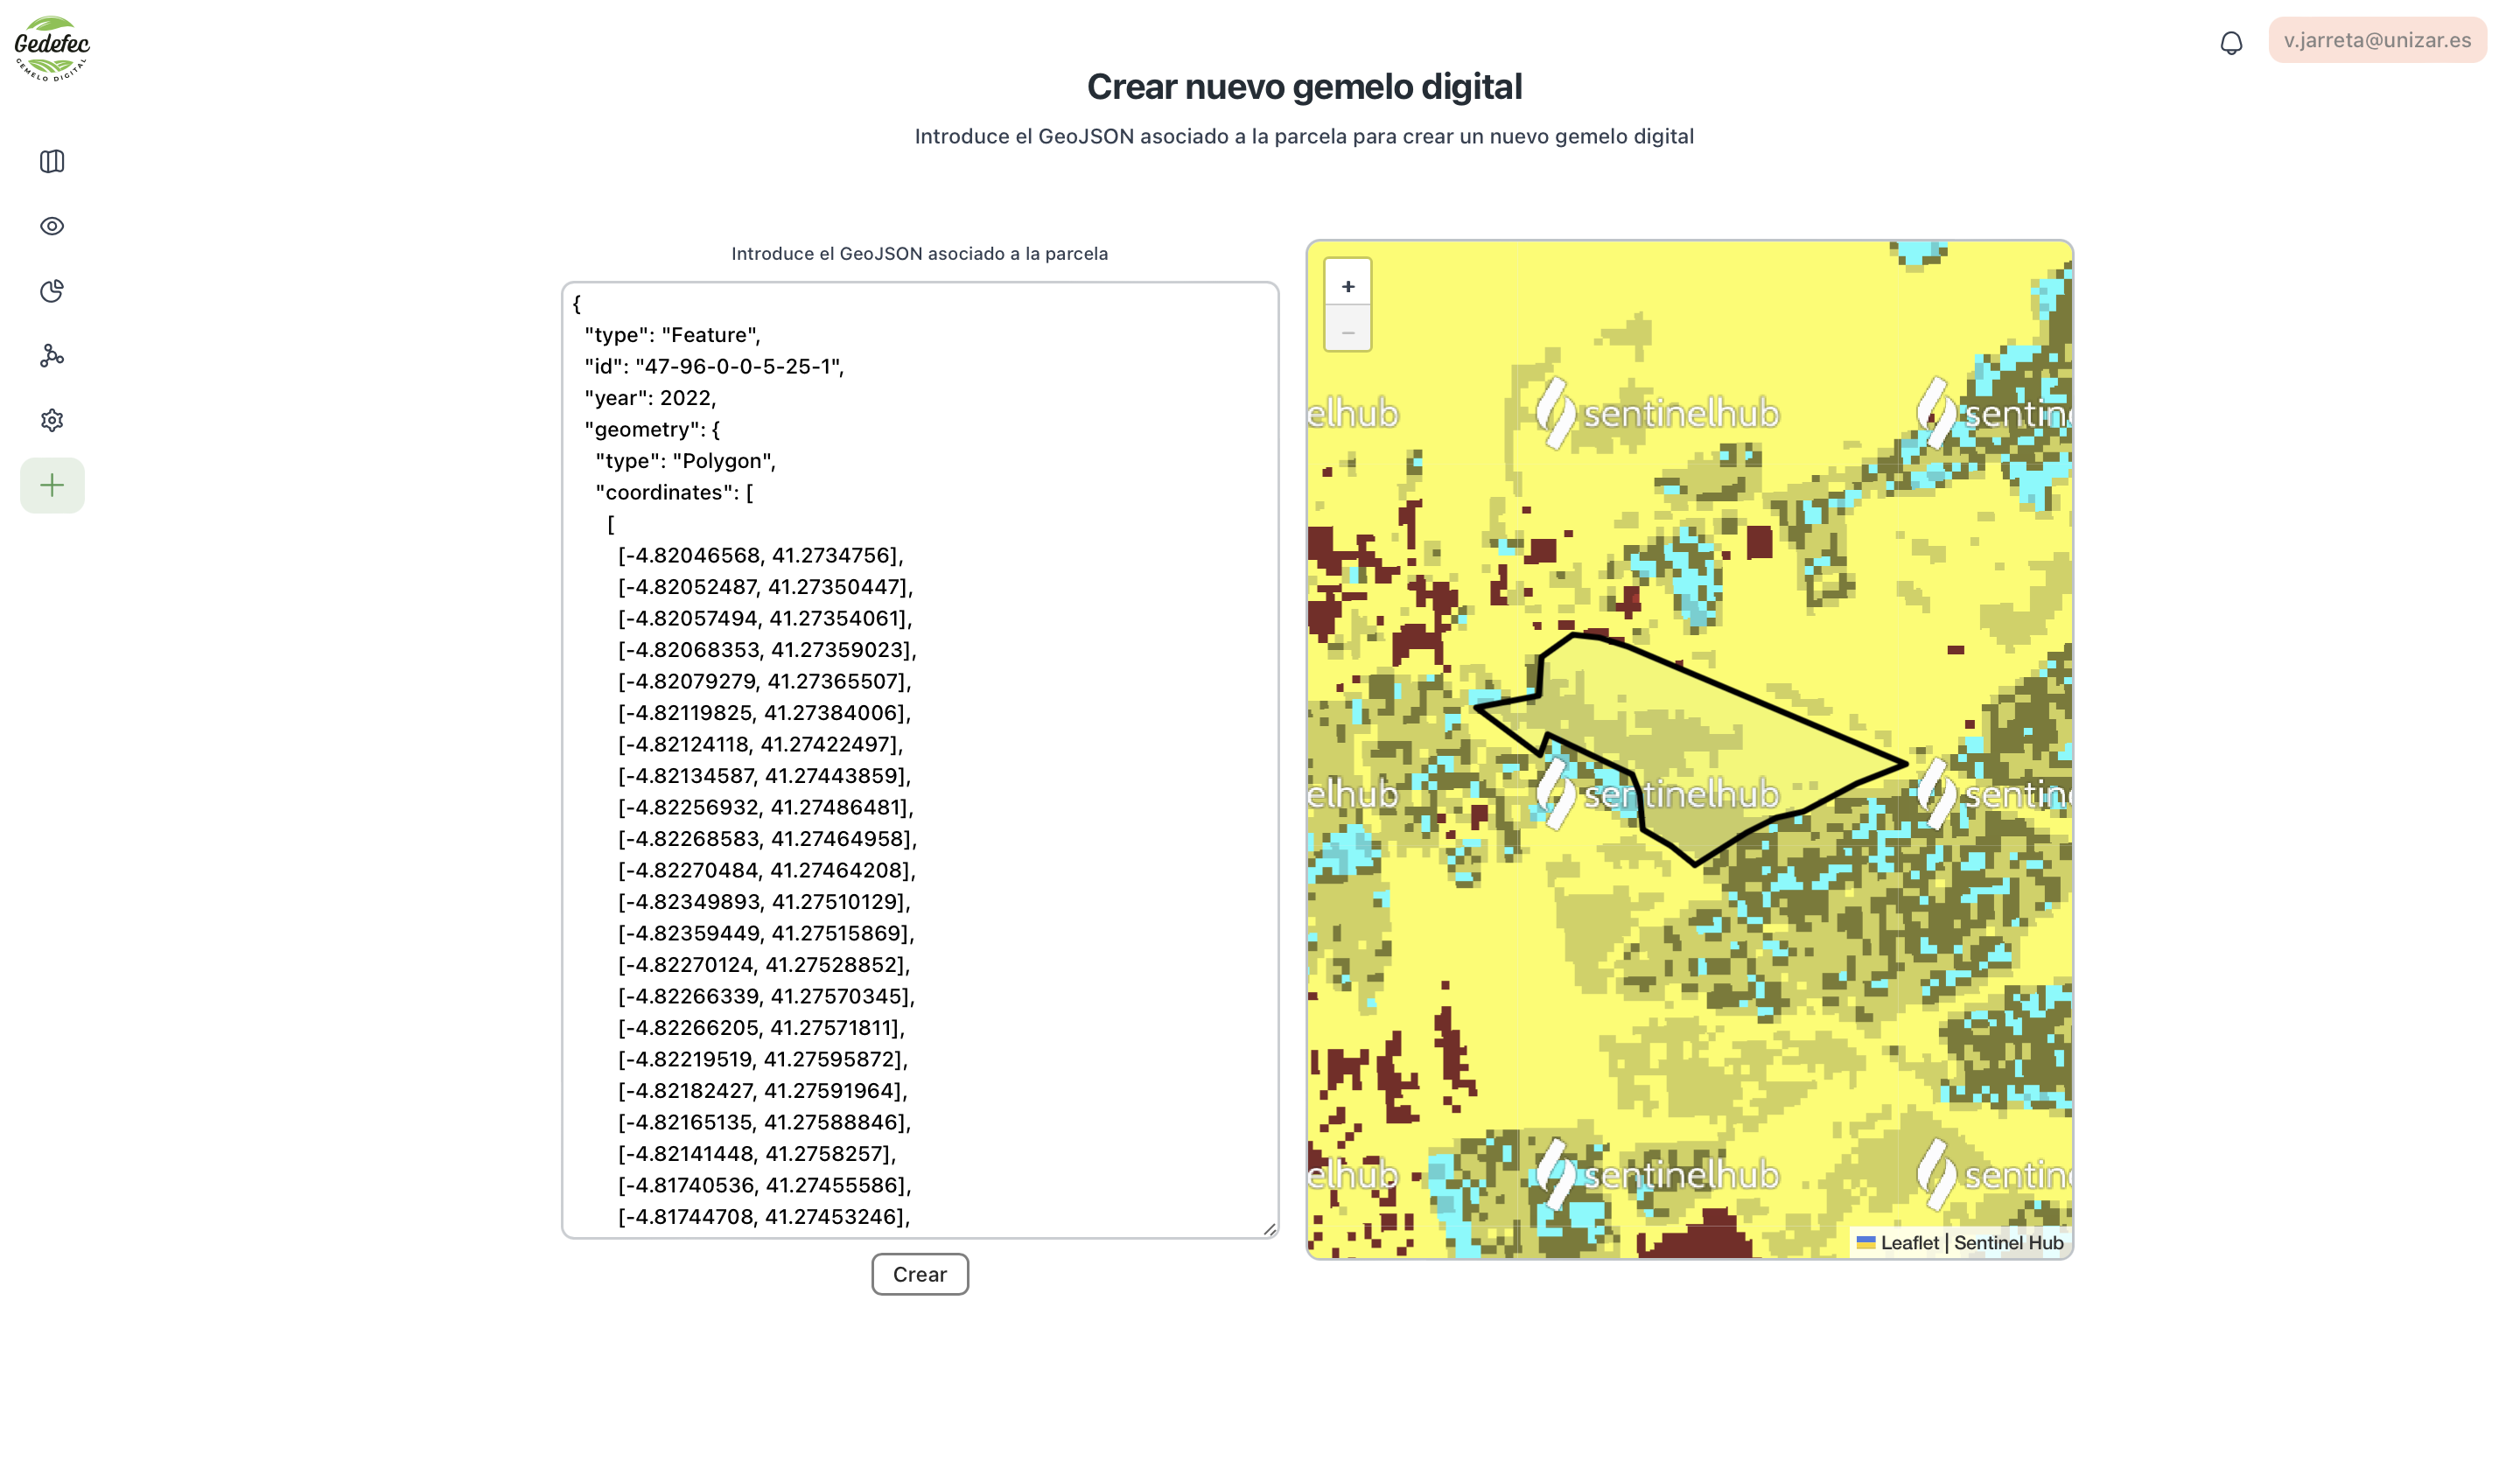 Gedefec
GEMELO DIGITAL
v.jarreta@unizar.es
Crear nuevo gemelo digital
Introduce el GeoJSON asociado a la parcela para crear un nuevo gemelo digital
Introduce el GeoJSON asociado a la parcela
{
"type": "Feature",
"id": "47-96-0-0-5-25-1",
"year": 2022,
"geometry": {
"type": "Polygon",
"coordinates": [
[
[-4.82046568, 41.2734756],
[-4.82052487, 41.27350447],
[-4.82057494, 41.27354061],
[-4.82068353, 41.27359023],
[-4.82079279, 41.27365507],
[-4.82119825, 41.27384006],
[-4.82124118, 41.27422497],
[-4.82134587, 41.27443859],
[-4.82256932, 41.27486481],
[-4.82268583, 41.27464958],
[-4.82270484, 41.27464208],
[-4.82349893, 41.27510129],
[-4.82359449, 41.27515869],
[-4.82270124, 41.27528852],
[-4.82266339, 41.27570345],
[-4.82266205, 41.27571811],
[-4.82219519, 41.27595872],
[-4.82182427, 41.27591964],
[-4.82165135, 41.27588846],
[-4.82141448, 41.2758257],
[-4.81740536, 41.27455586],
[-4.81744708, 41.27453246],
Crear
+
−
elhub sentinelhub sentine
elhub sentinelhub sentine
elhub sentinelhub sentine
Leaflet | Sentinel Hub